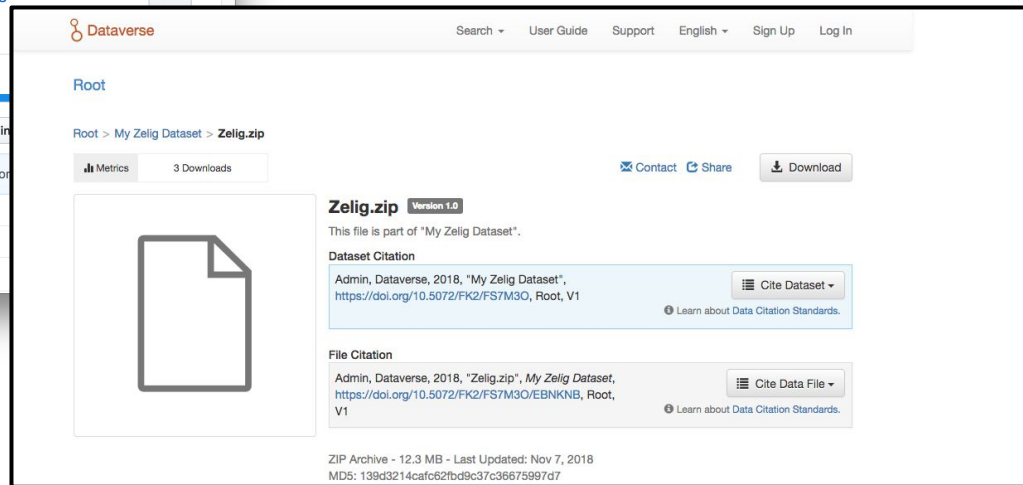 Dataverse
Search User Guide Support English Sign Up Log In
Root
Root > My Zelig Dataset > Zelig.zip
Metrics 3 Downloads
Contact Share Download
Zelig.zip Version 1.0
This file is part of "My Zelig Dataset".
Dataset Citation
Admin, Dataverse, 2018, "My Zelig Dataset",
https://doi.org/10.5072/FK2/FS7M3O, Root, V1
Cite Dataset
Learn about Data Citation Standards.
File Citation
Admin, Dataverse, 2018, "Zelig.zip", My Zelig Dataset,
https://doi.org/10.5072/FK2/FS7M3O/EBNKNB, Root,
V1
Cite Data File
Learn about Data Citation Standards.
ZIP Archive - 12.3 MB - Last Updated: Nov 7, 2018
MD5: 139d3214cafc62fbd9c37c36675997d7